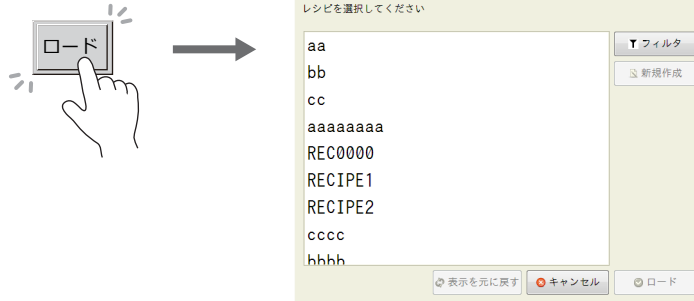 ロード
レシピを選択してください
aa
bb
cc
aaaaaaaa
REC0000
RECIPE1
RECIPE2
cccc
bbbb
フィルタ
新規作成
表示を元に戻す
キャンセル
ロード